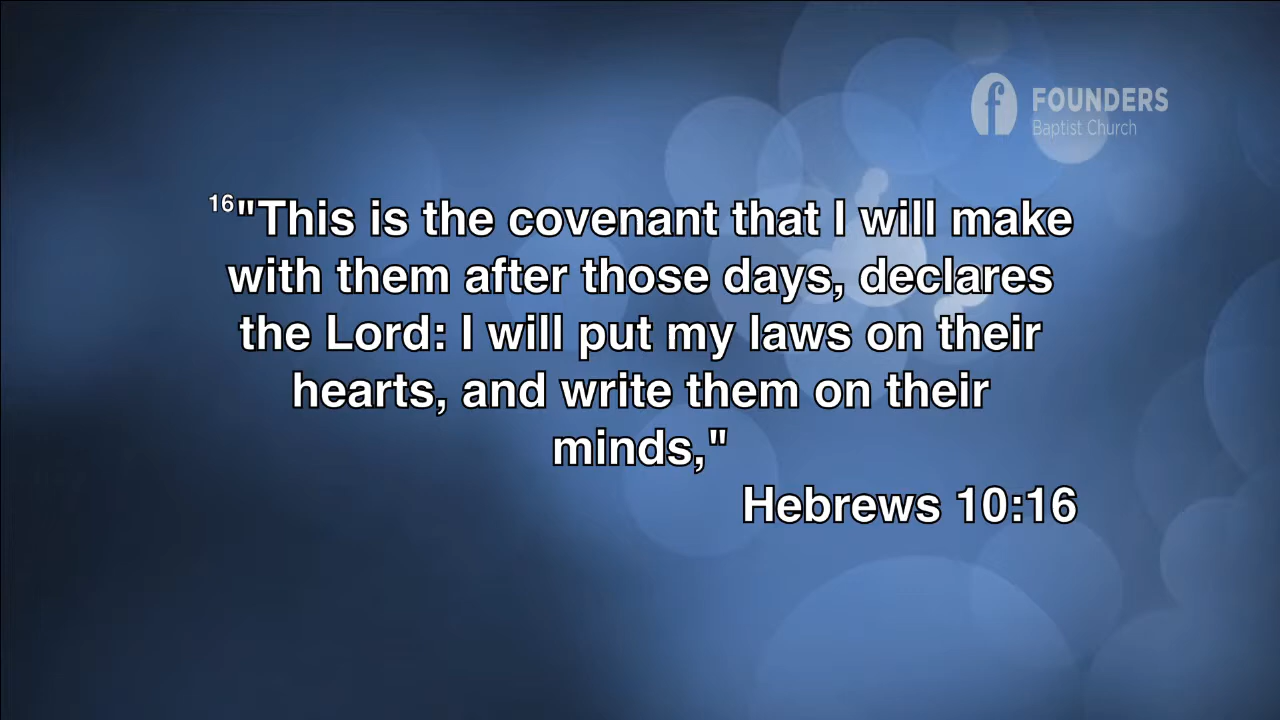 FOUNDERS
Baptist Church
16"This is the covenant that I will make
with them after those days, declares
the Lord: I will put my laws on their
hearts, and write them on their
minds,"
Hebrews 10:16